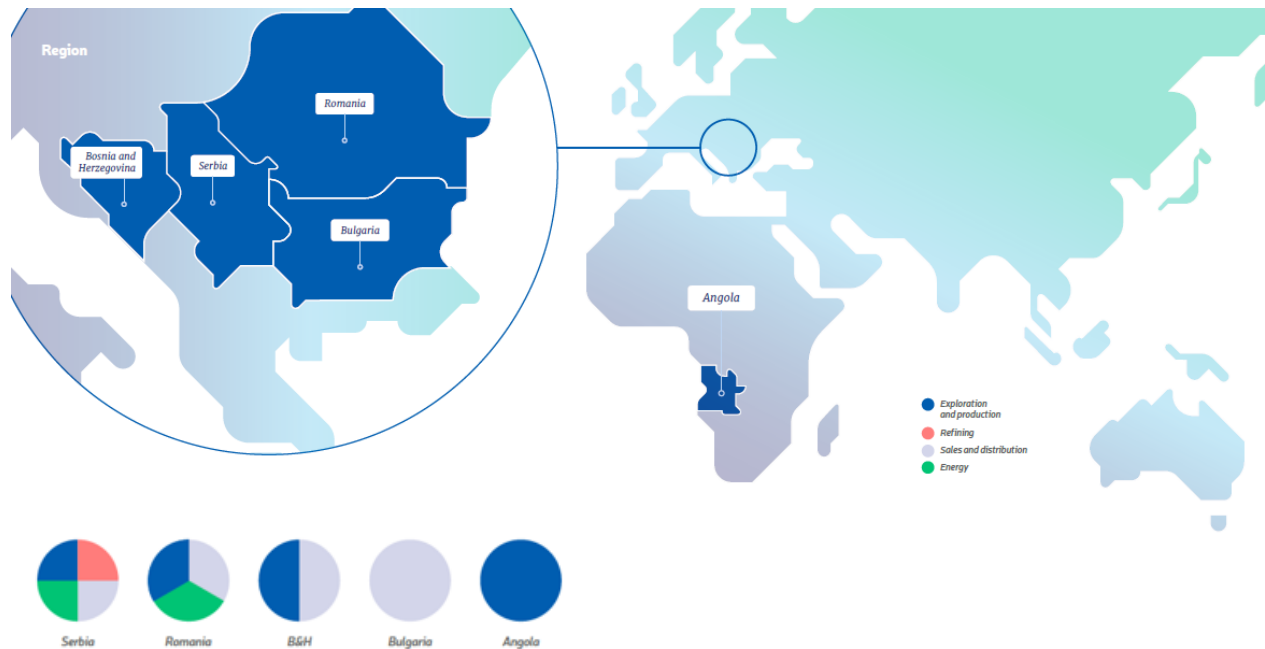 Region
Romania
Bosnia and
Herzegovina
Serbia
Bulgaria
Angola
Exploration
and production
Refining
Sales and distribution
Energy
Serbia
Romania
B&H
Bulgaria
Angola